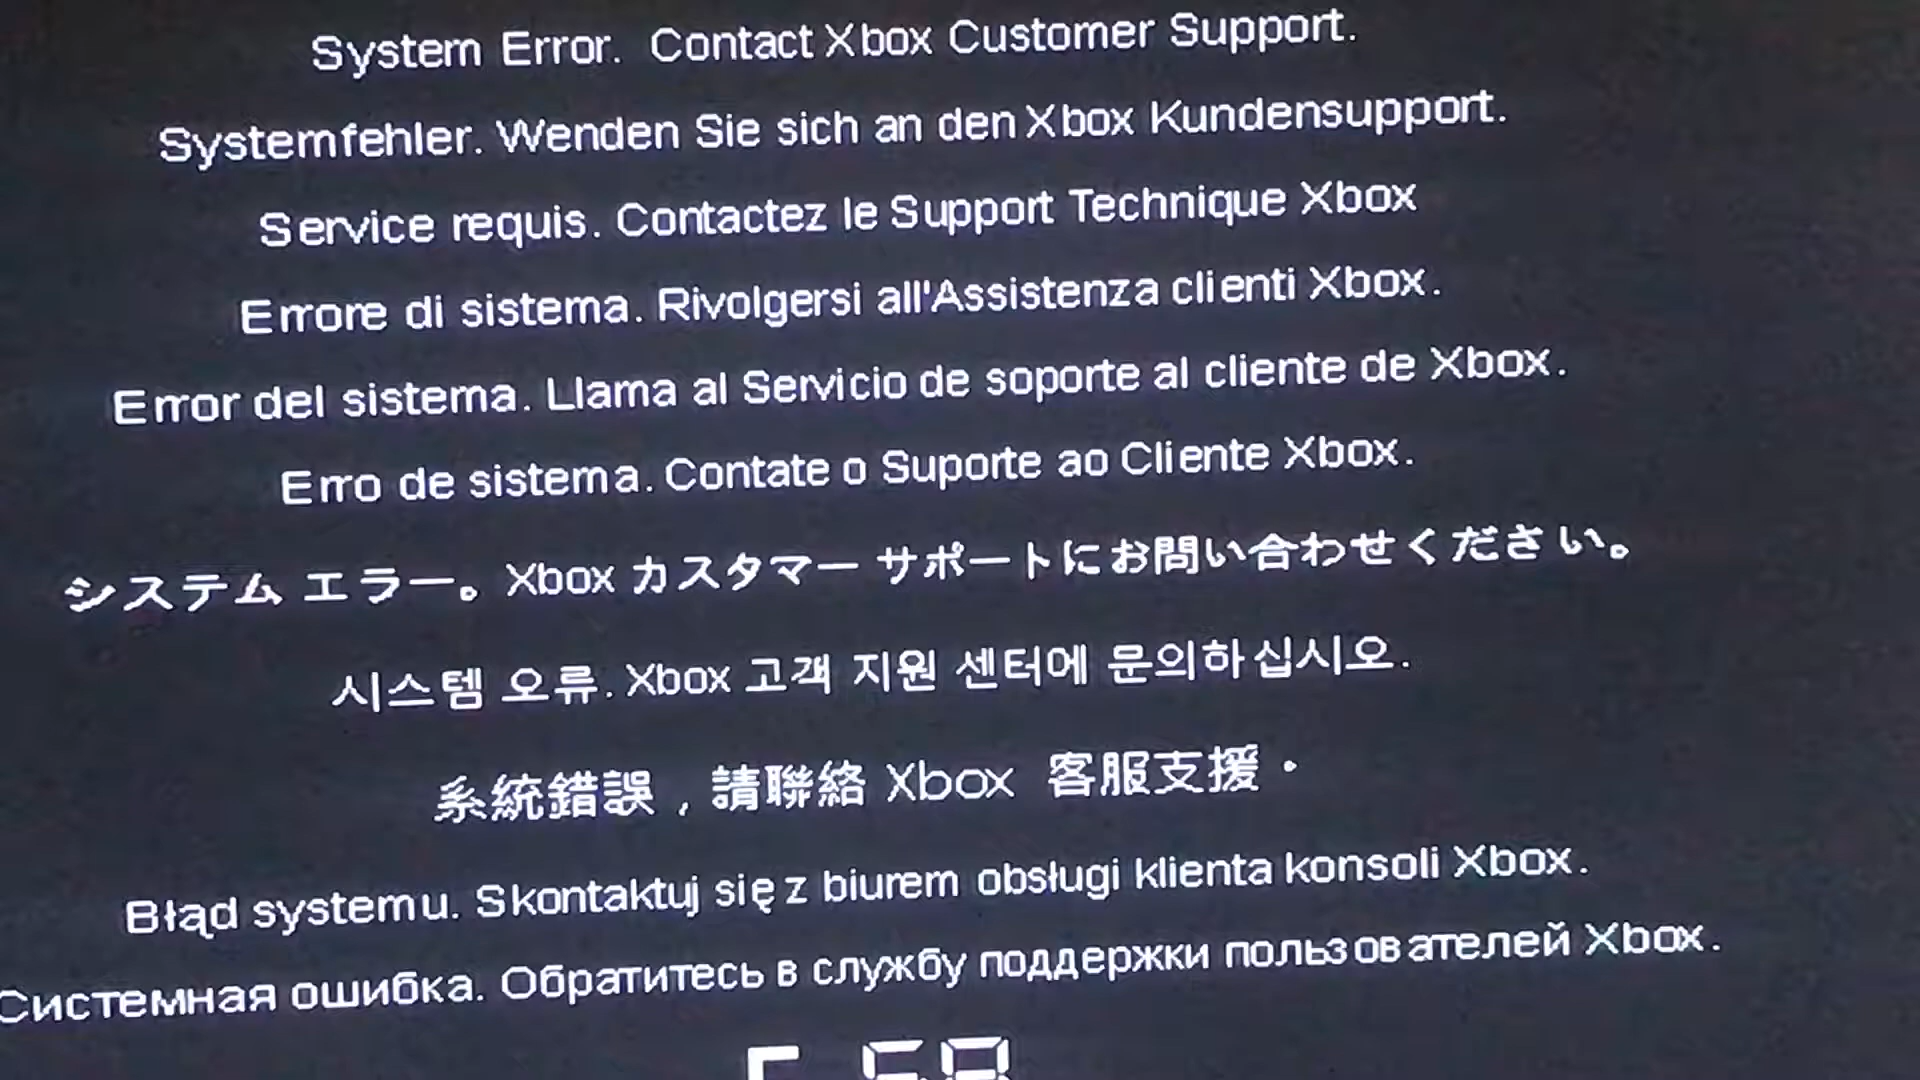 System Error. Contact Xbox Customer Support.
Systemfehler. Wenden Sie sich an den Xbox Kundensupport.
Service requis. Contactez le Support Technique Xbox
Errore di sistema. Rivolgersi all'Assistenza clienti Xbox.
Error del sistema. Llama al Servicio de soporte al cliente de Xbox.
Erro de sistema. Contate o Suporte ao Cliente Xbox.
システム エラー。Xbox カスタマー サポートにお問い合わせください。
시스템 오류. Xbox 고객 지원 센터에 문의하십시오.
系統錯誤，請聯絡 Xbox 客服支援。
Błąd systemu. Skontaktuj się z biurem obsługi klienta konsoli Xbox.
Системная ошибка. Обратитесь в службу поддержки пользователей Xbox.